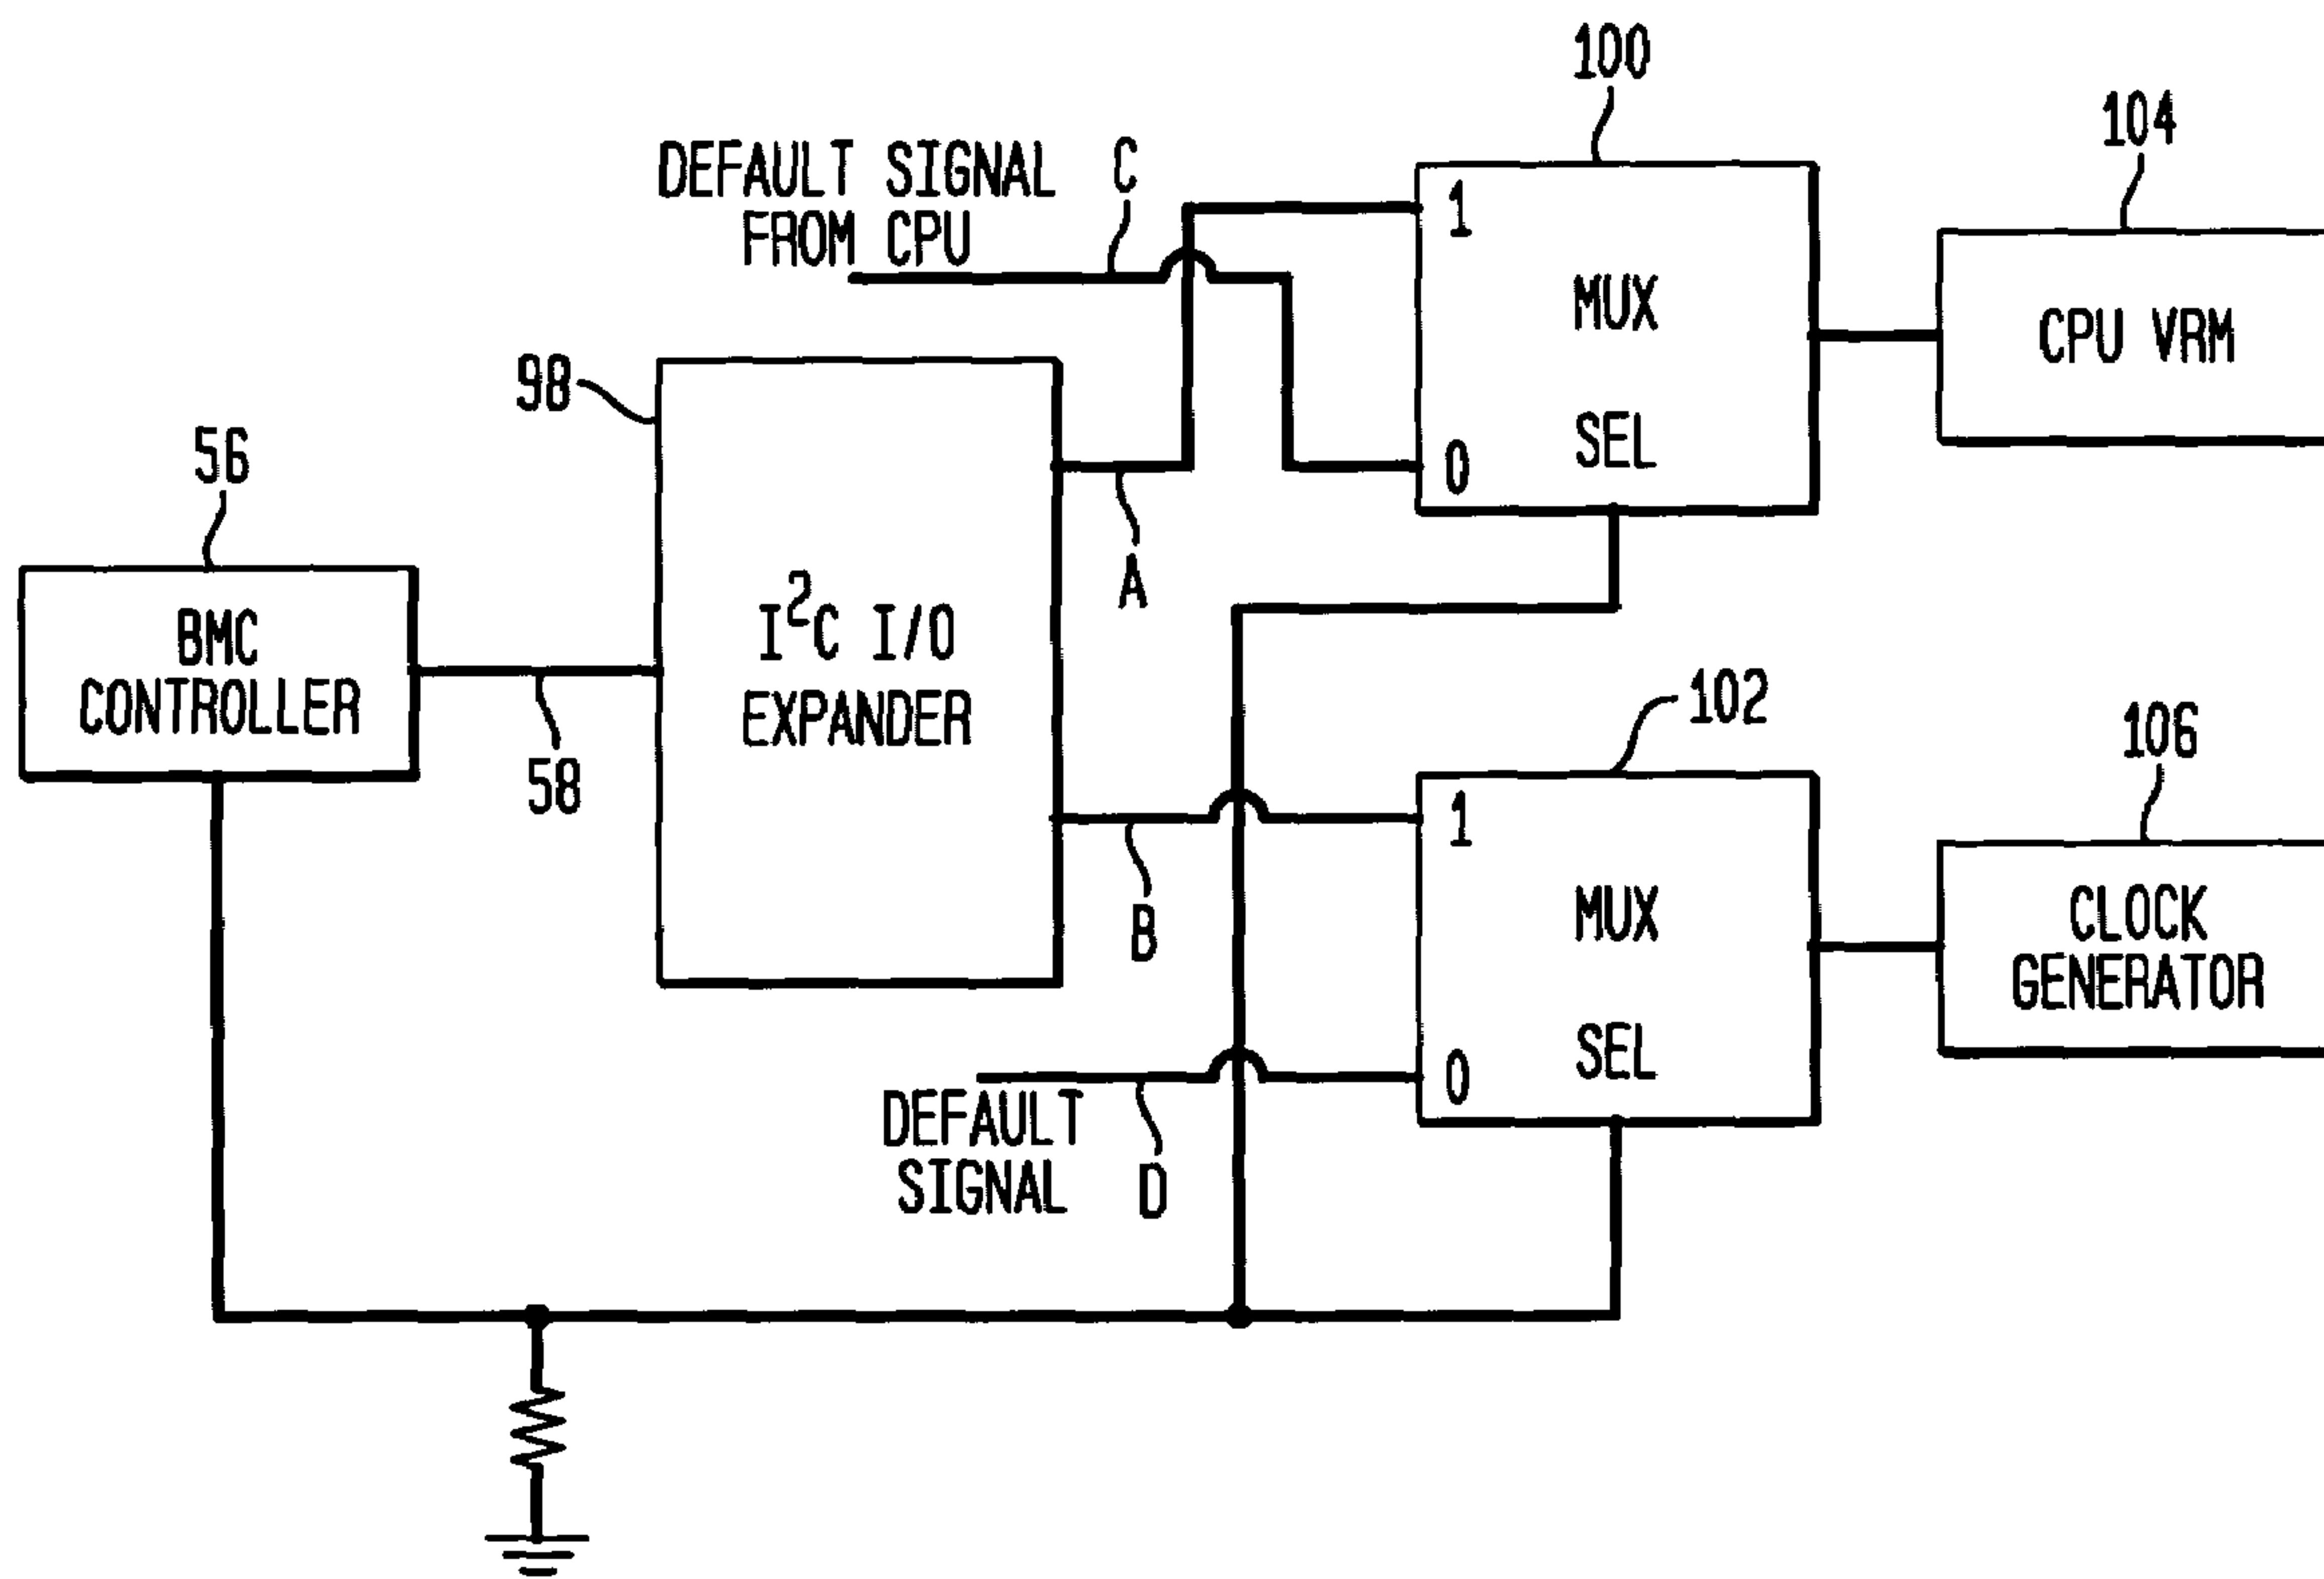 100
104
DEFAULT SIGNAL C
FROM CPU
1
MUX
SEL
0
CPU VRM
98
56
A
I²C I/O
EXPANDER
BMC
CONTROLLER
58
102
106
1
MUX
SEL
0
B
CLOCK
GENERATOR
DEFAULT
SIGNAL
D